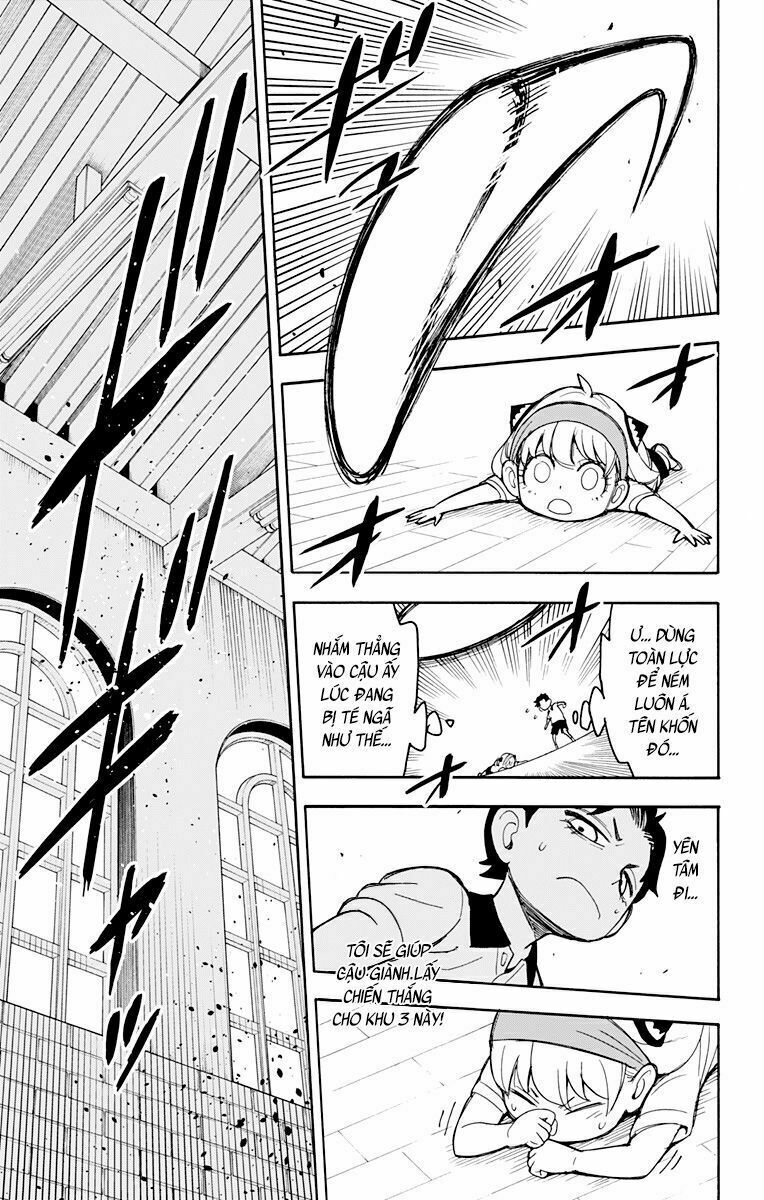 Ư... DÙNG
TOÀN LỰC
ĐỂ NÉM
LUÔN Á.
TÊN KHỐN
ĐÓ...
NHẮM THẲNG
VÀO CẬU ẤY
LÚC ĐANG
BỊ TÉ NGÃ
NHƯ THẾ...
YÊN
TÂM
ĐI...
TÔI SẼ GIÚP
CẬU GIÀNH LẤY
CHIẾN THẮNG
CHO KHU 3 NÀY!